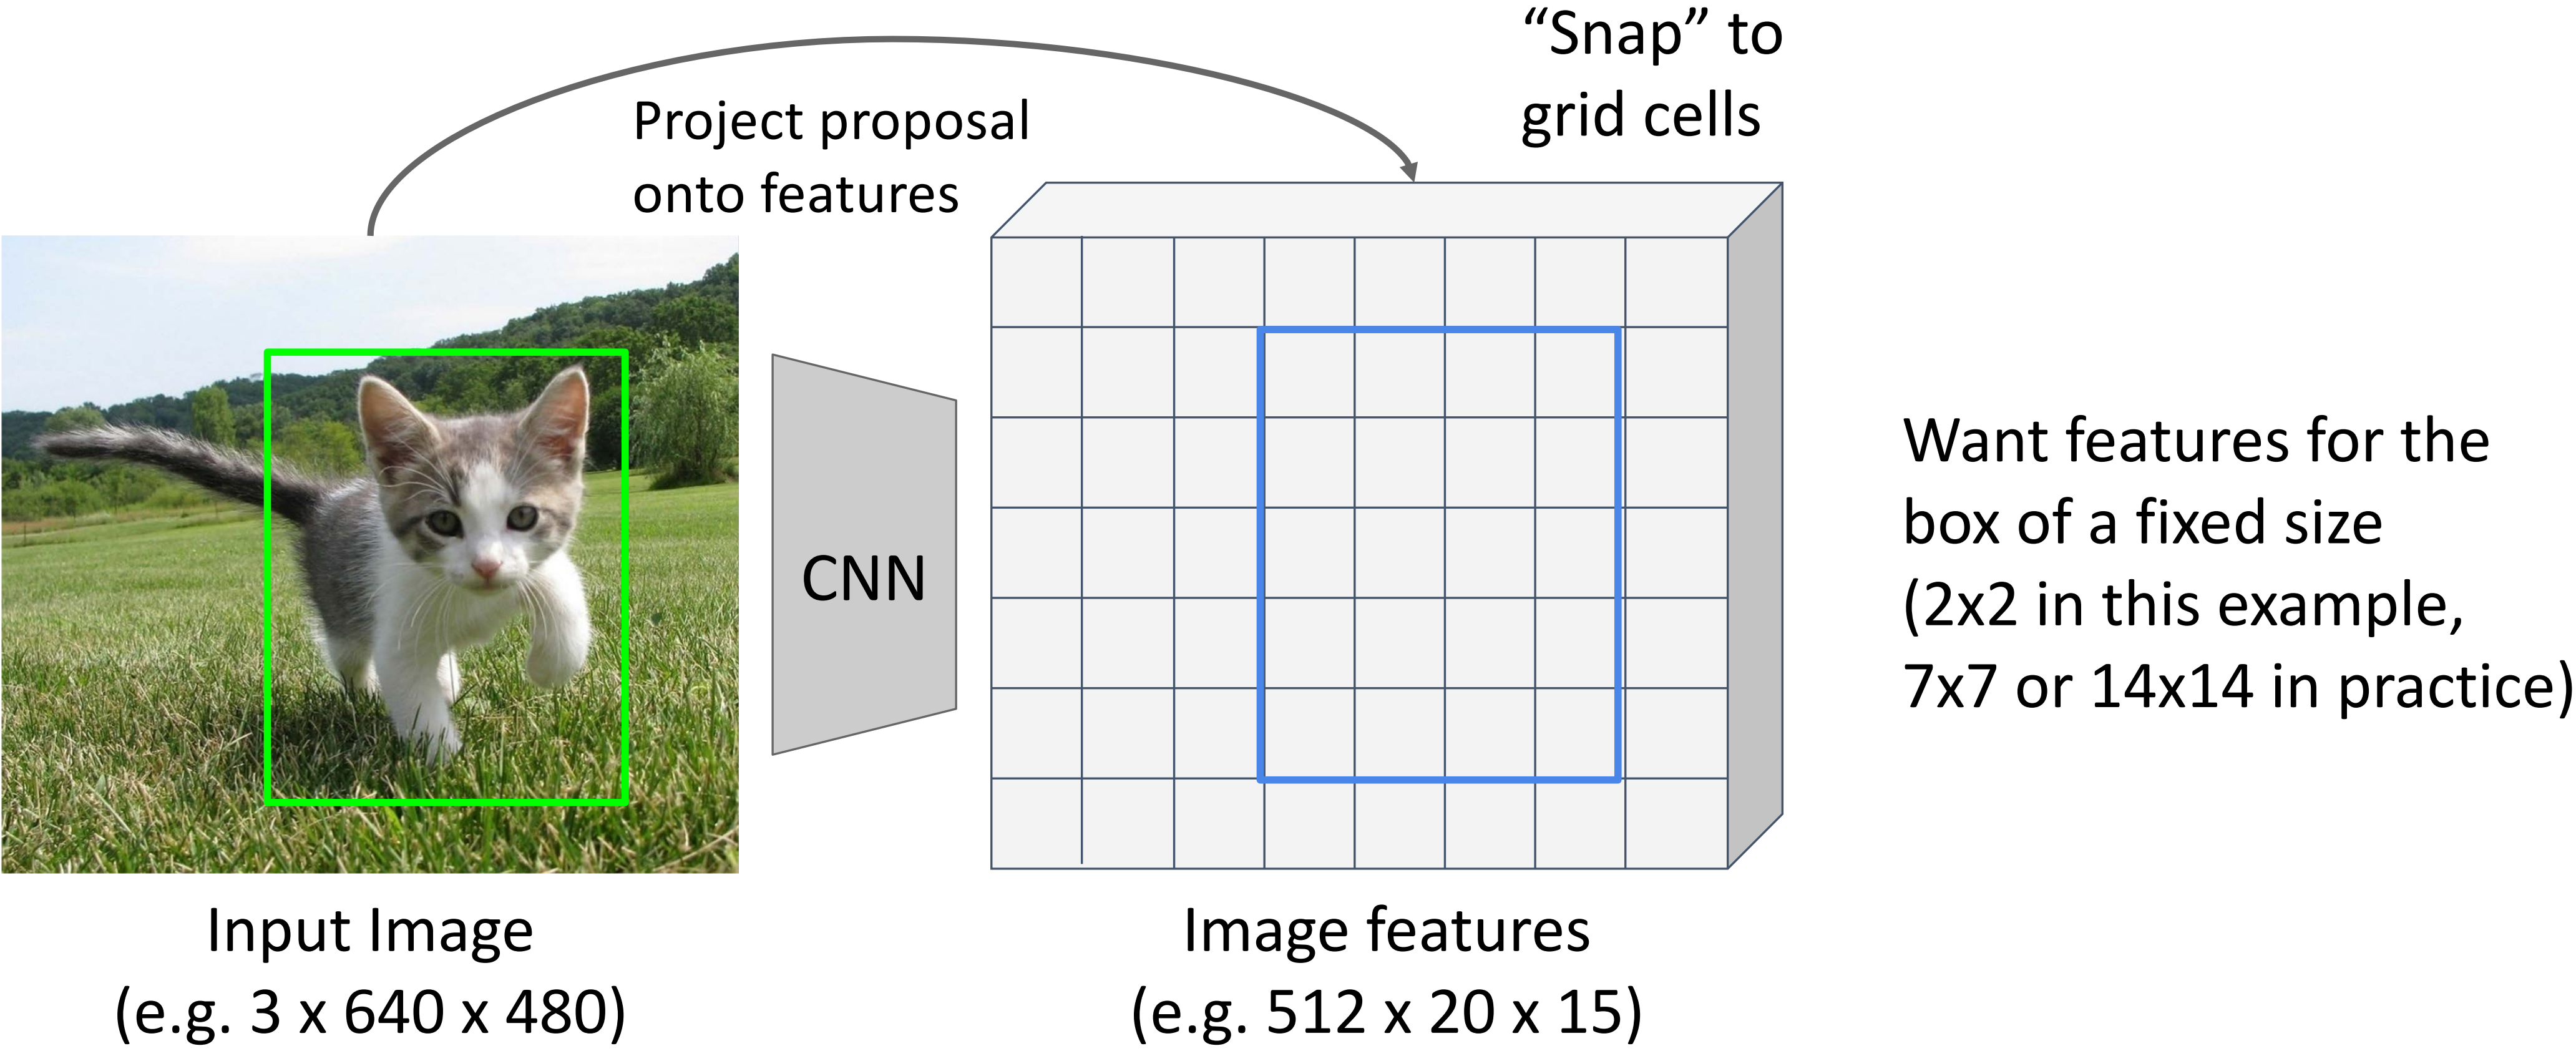 “Snap” to
grid cells
Project proposal
onto features
CNN
Want features for the
box of a fixed size
(2x2 in this example,
7x7 or 14x14 in practice)
Input Image
(e.g. 3 x 640 x 480)
Image features
(e.g. 512 x 20 x 15)